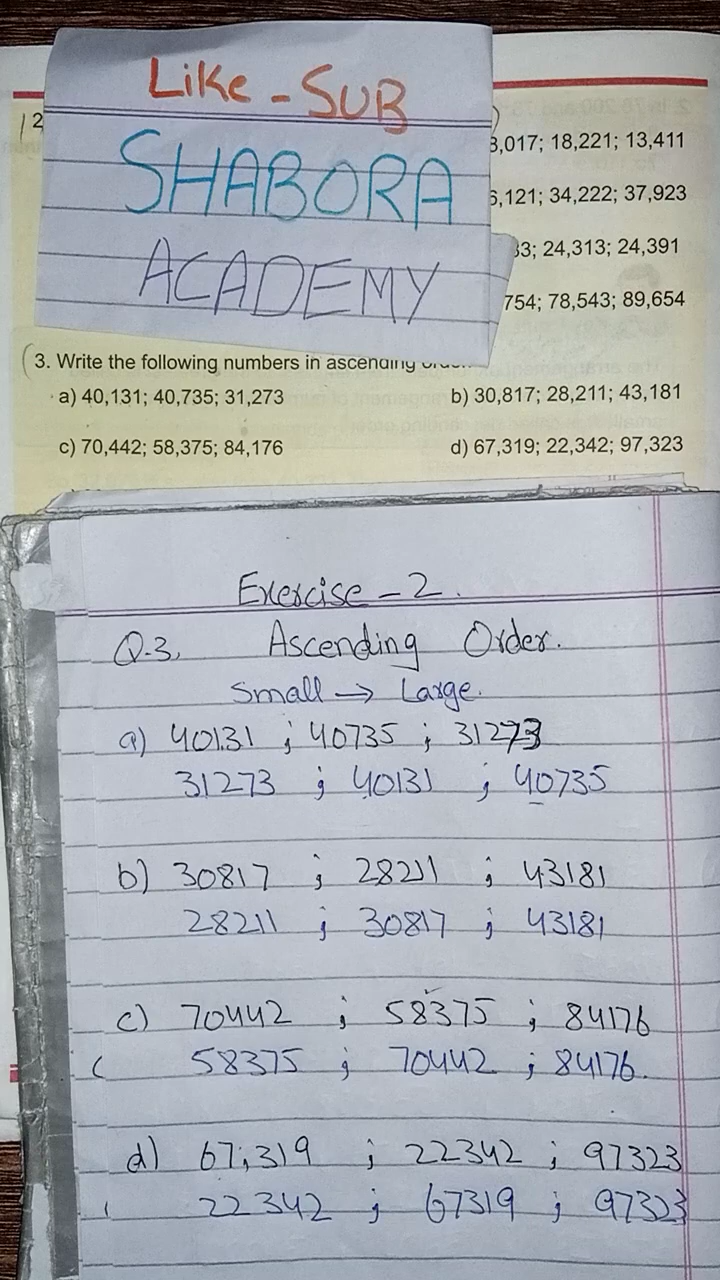 Like - SUB
SHABORA
ACADEMY
12
3,017; 18,221; 13,411
6,121; 34,222; 37,923
33; 24,313; 24,391
754; 78,543; 89,654
3. Write the following numbers in ascending
a) 40,131; 40,735; 31,273 b) 30,817; 28,211; 43,181
c) 70,442; 58,375; 84,176 d) 67,319; 22,342; 97,323
Exercise - 2.
Q.3. Ascending Order.
Small → Large.
a) 40131 ; 40735 ; 31273
31273 ; 40131 ; 40735
b) 30817 ; 28211 ; 43181
28211 ; 30817 ; 43181
c) 70442 ; 58375 ; 84176
58375 ; 70442 ; 84176.
d) 67,319 ; 22342 ; 97323
22342 ; 67319 ; 97323